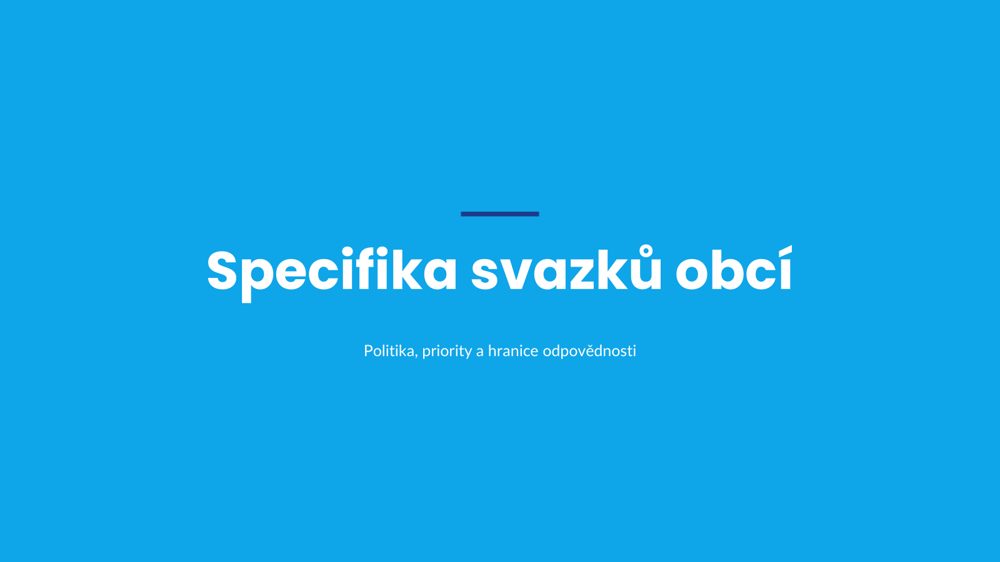 Specifika svazků obcí
Politika, priority a hranice odpovědnosti